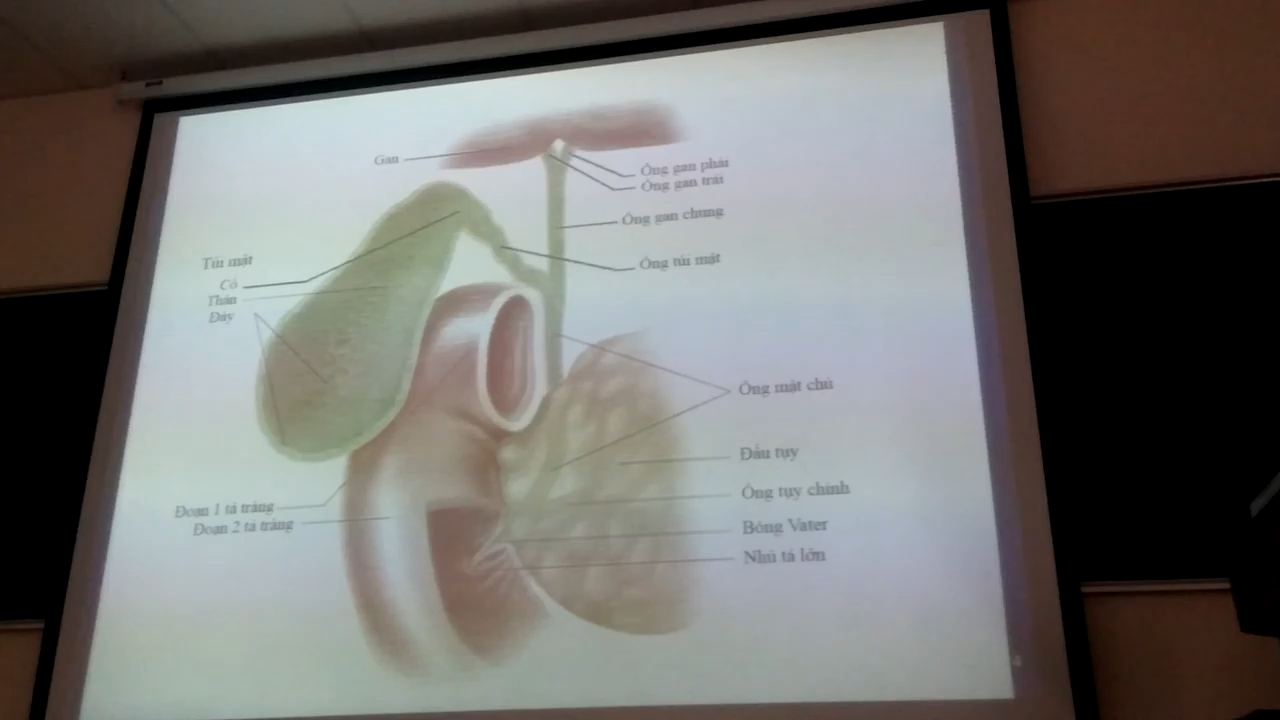 Gan
Ống gan phải
Ống gan trái
Ống gan chung
Túi mật
Cổ
Thân
Đáy
Ống túi mật
Ống mật chủ
Đầu tụy
Ống tụy chính
Bóng Vater
Nhú tá lớn
Đoạn 1 tá tràng
Đoạn 2 tá tràng
4